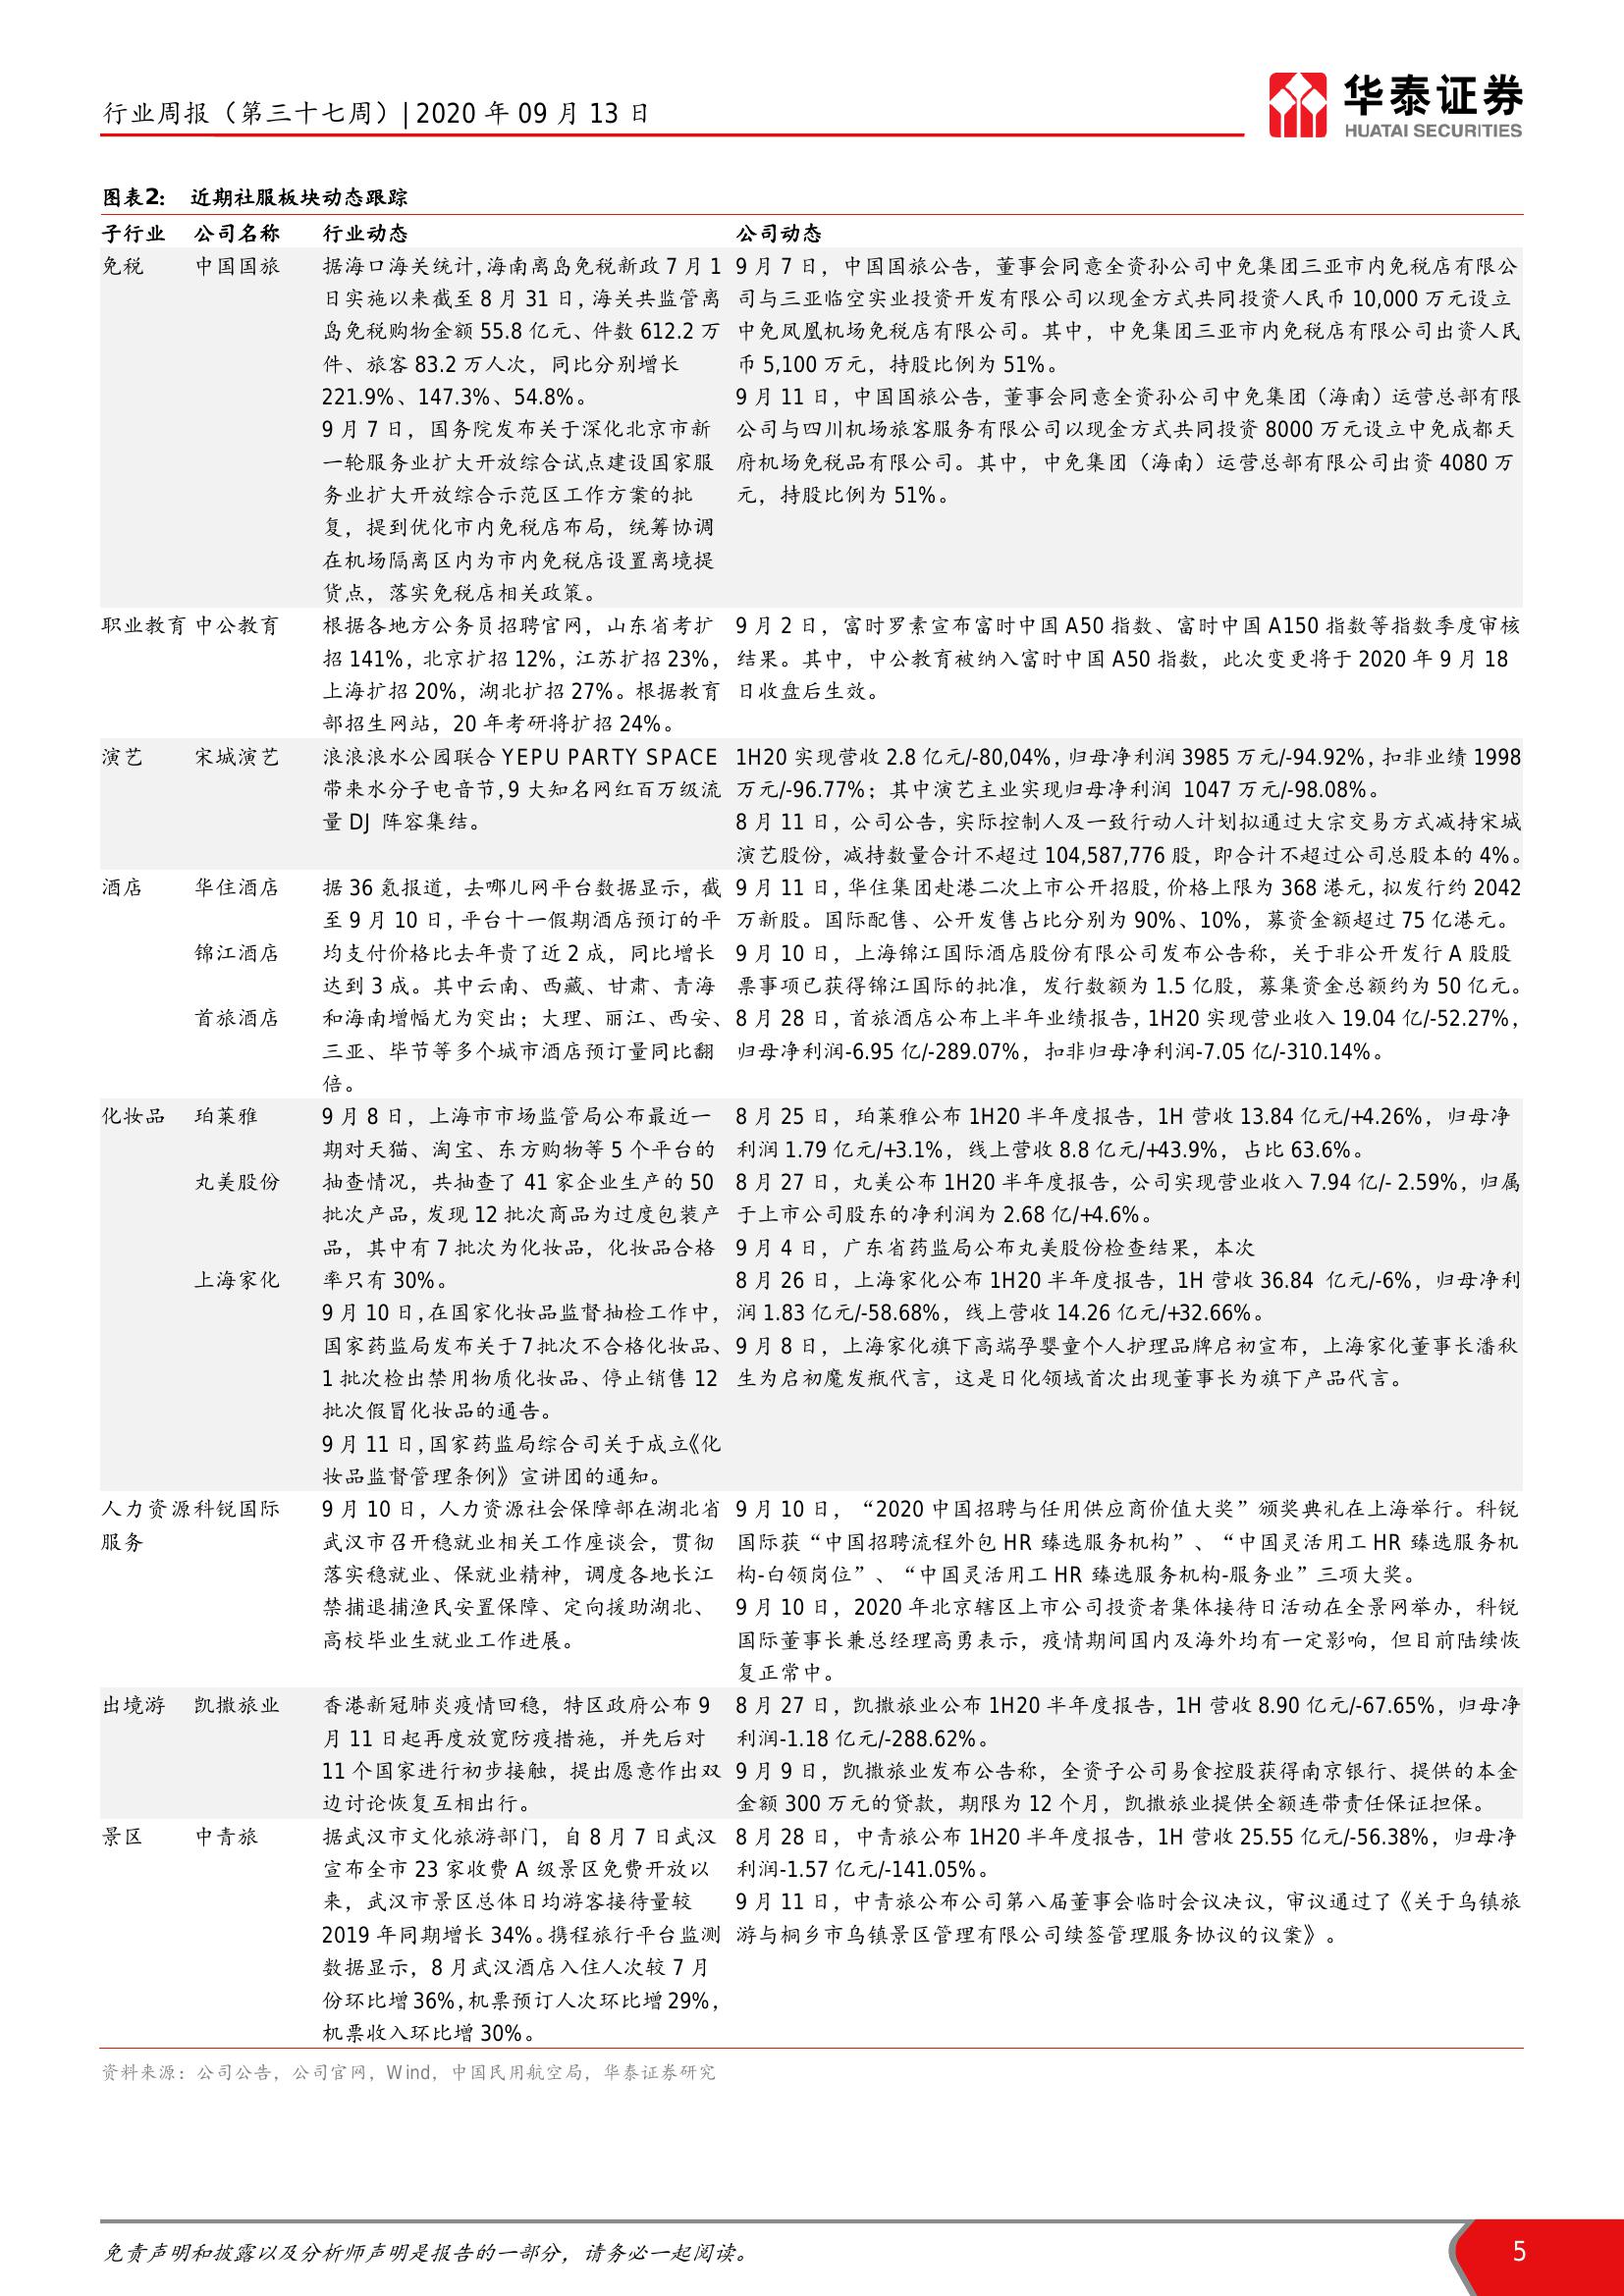 行业周报（第三十七周）| 2020 年 09 月 13 日
华泰证券
HUATAI SECURITIES
图表2： 近期社服板块动态跟踪
子行业 公司名称 行业动态 公司动态
免税 中国国旅
据海口海关统计，海南离岛免税新政 7 月 1
日实施以来截至 8 月 31 日，海关共监管离
岛免税购物金额 55.8 亿元、件数 612.2 万
件、旅客 83.2 万人次，同比分别增长
221.9%、147.3%、54.8%。
9 月 7 日，国务院发布关于深化北京市新
一轮服务业扩大开放综合试点建设国家服
务业扩大开放综合示范区工作方案的批
复，提到优化市内免税店布局，统筹协调
在机场隔离区内为市内免税店设置离境提
货点，落实免税店相关政策。
9 月 7 日，中国国旅公告，董事会同意全资孙公司中免集团三亚市内免税店有限公
司与三亚临空实业投资开发有限公司以现金方式共同投资人民币 10,000 万元设立
中免凤凰机场免税店有限公司。其中，中免集团三亚市内免税店有限公司出资人民
币 5,100 万元，持股比例为 51%。
9 月 11 日，中国国旅公告，董事会同意全资孙公司中免集团（海南）运营总部有限
公司与四川机场旅客服务有限公司以现金方式共同投资 8000 万元设立中免成都天
府机场免税品有限公司。其中，中免集团（海南）运营总部有限公司出资 4080 万
元，持股比例为 51%。
职业教育 中公教育
根据各地方公务员招聘官网，山东省考扩
招 141%，北京扩招 12%，江苏扩招 23%，
上海扩招 20%，湖北扩招 27%。根据教育
部招生网站，20 年考研将扩招 24%。
9 月 2 日，富时罗素宣布富时中国 A50 指数、富时中国 A150 指数等指数季度审核
结果。其中，中公教育被纳入富时中国 A50 指数，此次变更将于 2020 年 9 月 18
日收盘后生效。
演艺 宋城演艺
浪浪浪水公园联合 YEPU PARTY SPACE
带来水分子电音节，9 大知名网红百万级流
量 DJ 阵容集结。
1H20 实现营收 2.8 亿元/-80,04%，归母净利润 3985 万元/-94.92%，扣非业绩 1998
万元/-96.77%；其中演艺主业实现归母净利润 1047 万元/-98.08%。
8 月 11 日，公司公告，实际控制人及一致行动人计划拟通过大宗交易方式减持宋城
演艺股份，减持数量合计不超过 104,587,776 股，即合计不超过公司总股本的 4%。
酒店 华住酒店
锦江酒店
首旅酒店
据 36 氪报道，去哪儿网平台数据显示，截
至 9 月 10 日，平台十一假期酒店预订的平
均支付价格比去年贵了近 2 成，同比增长
达到 3 成。其中云南、西藏、甘肃、青海
和海南增幅尤为突出；大理、丽江、西安、
三亚、毕节等多个城市酒店预订量同比翻
倍。
9 月 11 日，华住集团赴港二次上市公开招股，价格上限为 368 港元，拟发行约 2042
万新股。国际配售、公开发售占比分别为 90%、10%，募资金额超过 75 亿港元。
9 月 10 日，上海锦江国际酒店股份有限公司发布公告称，关于非公开发行 A 股股
票事项已获得锦江国际的批准，发行数额为 1.5 亿股，募集资金总额约为 50 亿元。
8 月 28 日，首旅酒店公布上半年业绩报告，1H20 实现营业收入 19.04 亿/-52.27%，
归母净利润-6.95 亿/-289.07%，扣非归母净利润-7.05 亿/-310.14%。
化妆品 珀莱雅
丸美股份
上海家化
9 月 8 日，上海市市场监管局公布最近一
期对天猫、淘宝、东方购物等 5 个平台的
抽查情况，共抽查了 41 家企业生产的 50
批次产品，发现 12 批次商品为过度包装产
品，其中有 7 批次为化妆品，化妆品合格
率只有 30%。
9 月 10 日，在国家化妆品监督抽检工作中，
国家药监局发布关于7批次不合格化妆品、
1 批次检出禁用物质化妆品、停止销售 12
批次假冒化妆品的通告。
9 月 11 日，国家药监局综合司关于成立《化
妆品监督管理条例》宣讲团的通知。
8 月 25 日，珀莱雅公布 1H20 半年度报告，1H 营收 13.84 亿元/+4.26%，归母净
利润 1.79 亿元/+3.1%，线上营收 8.8 亿元/+43.9%，占比 63.6%。
8 月 27 日，丸美公布 1H20 半年度报告，公司实现营业收入 7.94 亿/- 2.59%，归属
于上市公司股东的净利润为 2.68 亿/+4.6%。
9 月 4 日，广东省药监局公布丸美股份检查结果，本次
8 月 26 日，上海家化公布 1H20 半年度报告，1H 营收 36.84 亿元/-6%，归母净利
润 1.83 亿元/-58.68%，线上营收 14.26 亿元/+32.66%。
9 月 8 日，上海家化旗下高端孕婴童个人护理品牌启初宣布，上海家化董事长潘秋
生为启初魔发瓶代言，这是日化领域首次出现董事长为旗下产品代言。
人力资源 科锐国际
服务
9 月 10 日，人力资源社会保障部在湖北省
武汉市召开稳就业相关工作座谈会，贯彻
落实稳就业、保就业精神，调度各地长江
禁捕退捕渔民安置保障、定向援助湖北、
高校毕业生就业工作进展。
9 月 10 日，“2020 中国招聘与任用供应商价值大奖”颁奖典礼在上海举行。科锐
国际获“中国招聘流程外包 HR 臻选服务机构”、“中国灵活用工 HR 臻选服务机
构-白领岗位”、“中国灵活用工 HR 臻选服务机构-服务业”三项大奖。
9 月 10 日，2020 年北京辖区上市公司投资者集体接待日活动在全景网举办，科锐
国际董事长兼总经理高勇表示，疫情期间国内及海外均有一定影响，但目前陆续恢
复正常中。
出境游 凯撒旅业
香港新冠肺炎疫情回稳，特区政府公布 9
月 11 日起再度放宽防疫措施，并先后对
11 个国家进行初步接触，提出愿意作出双
边讨论恢复互相出行。
8 月 27 日，凯撒旅业公布 1H20 半年度报告，1H 营收 8.90 亿元/-67.65%，归母净
利润-1.18 亿元/-288.62%。
9 月 9 日，凯撒旅业发布公告称，全资子公司易食控股获得南京银行、提供的本金
金额 300 万元的贷款，期限为 12 个月，凯撒旅业提供全额连带责任保证担保。
景区 中青旅
据武汉市文化旅游部门，自 8 月 7 日武汉
宣布全市 23 家收费 A 级景区免费开放以
来，武汉市景区总体日均游客接待量较
2019 年同期增长 34%。携程旅行平台监测
数据显示，8 月武汉酒店入住人次较 7 月
份环比增 36%，机票预订人次环比增 29%，
机票收入环比增 30%。
8 月 28 日，中青旅公布 1H20 半年度报告，1H 营收 25.55 亿元/-56.38%，归母净
利润-1.57 亿元/-141.05%。
9 月 11 日，中青旅公布公司第八届董事会临时会议决议，审议通过了《关于乌镇旅
游与桐乡市乌镇景区管理有限公司续签管理服务协议的议案》。
资料来源：公司公告，公司官网，Wind，中国民用航空局，华泰证券研究
免责声明和披露以及分析师声明是报告的一部分，请务必一起阅读。
5